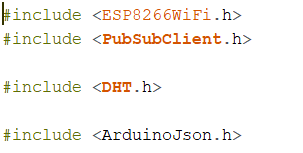 #include <ESP8266WiFi.h>
#include <PubSubClient.h>
#include <DHT.h>
#include <ArduinoJson.h>